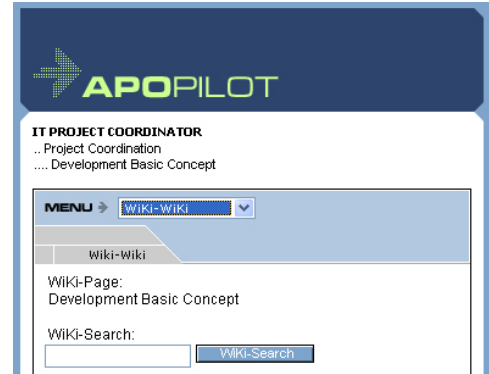 APOPILOT
IT PROJECT COORDINATOR
.. Project Coordination
.... Development Basic Concept
MENU WiKi-WiKi
Wiki-Wiki
WiKi-Page:
Development Basic Concept
WiKi-Search:
WiKi-Search